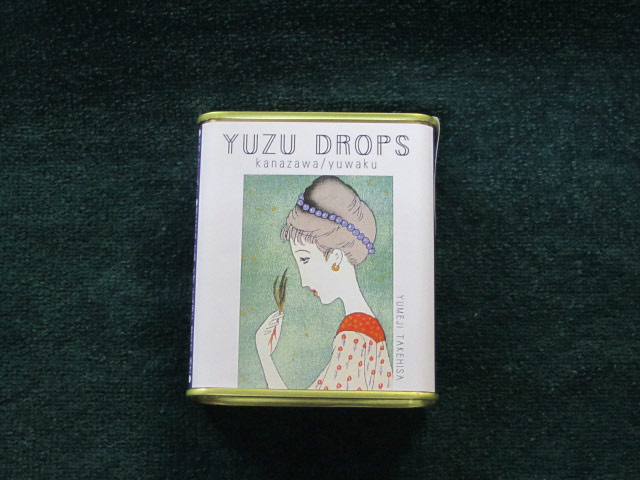 YUZU DROPS
kanazawa/yuwaku
YUMEJI TAKEHISA